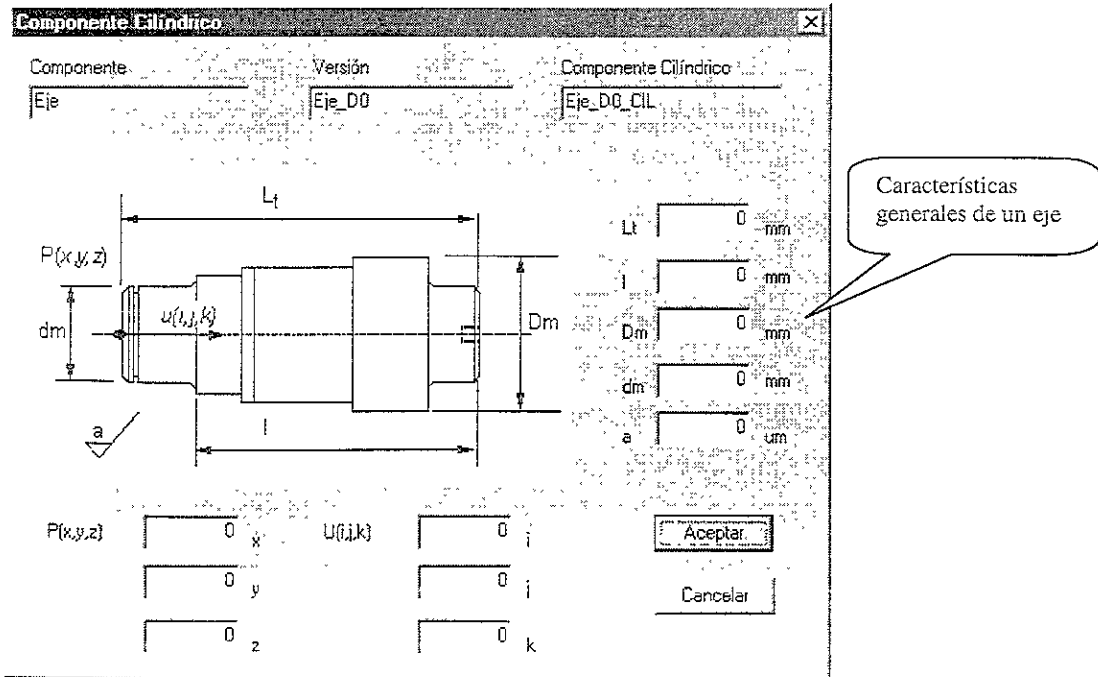 Componente Cilíndrico
Componente
Versión
Componente Cilíndrico
Eje
Eje_D0
Eje_D0_CIL
Características
generales de un eje
Lt
P(x,y,z)
dm
u(i,j,k)
Dm
l
a
Lt 0 mm
l 0 mm
Dm 0 mm
dm 0 mm
a 0 um
P(x,y,z) 0 x U(i,j,k) 0 i
0 y 0 j
0 z 0 k
Aceptar
Cancelar